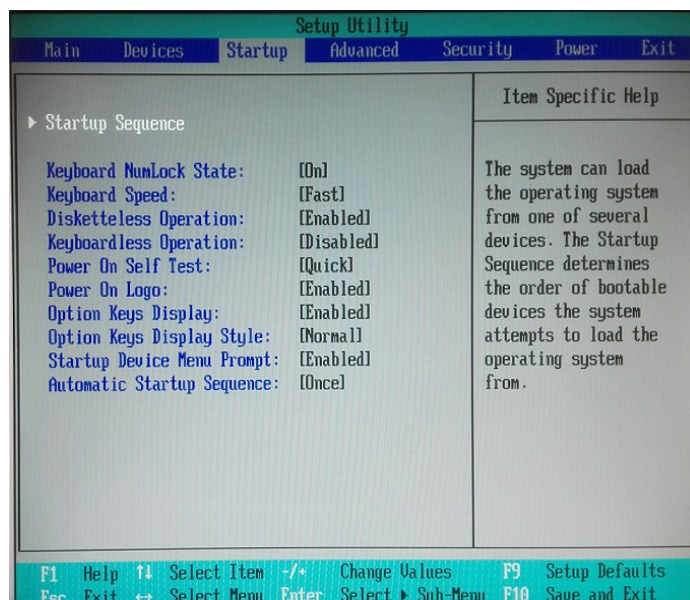 Setup Utility
Main Devices Startup Advanced Security Power Exit
Item Specific Help
▶ Startup Sequence
Keyboard NumLock State: [On]
Keyboard Speed: [Fast]
Disketteless Operation: [Enabled]
Keyboardless Operation: [Disabled]
Power On Self Test: [Quick]
Power On Logo: [Enabled]
Option Keys Display: [Enabled]
Option Keys Display Style: [Normal]
Startup Device Menu Prompt: [Enabled]
Automatic Startup Sequence: [Once]
The system can load
the operating system
from one of several
devices. The Startup
Sequence determines
the order of bootable
devices the system
attempts to load the
operating system
from.
F1 Help ↑↓ Select Item -/+ Change Values F9 Setup Defaults
Esc Exit ↔ Select Menu Enter Select ▶ Sub-Menu F10 Save and Exit